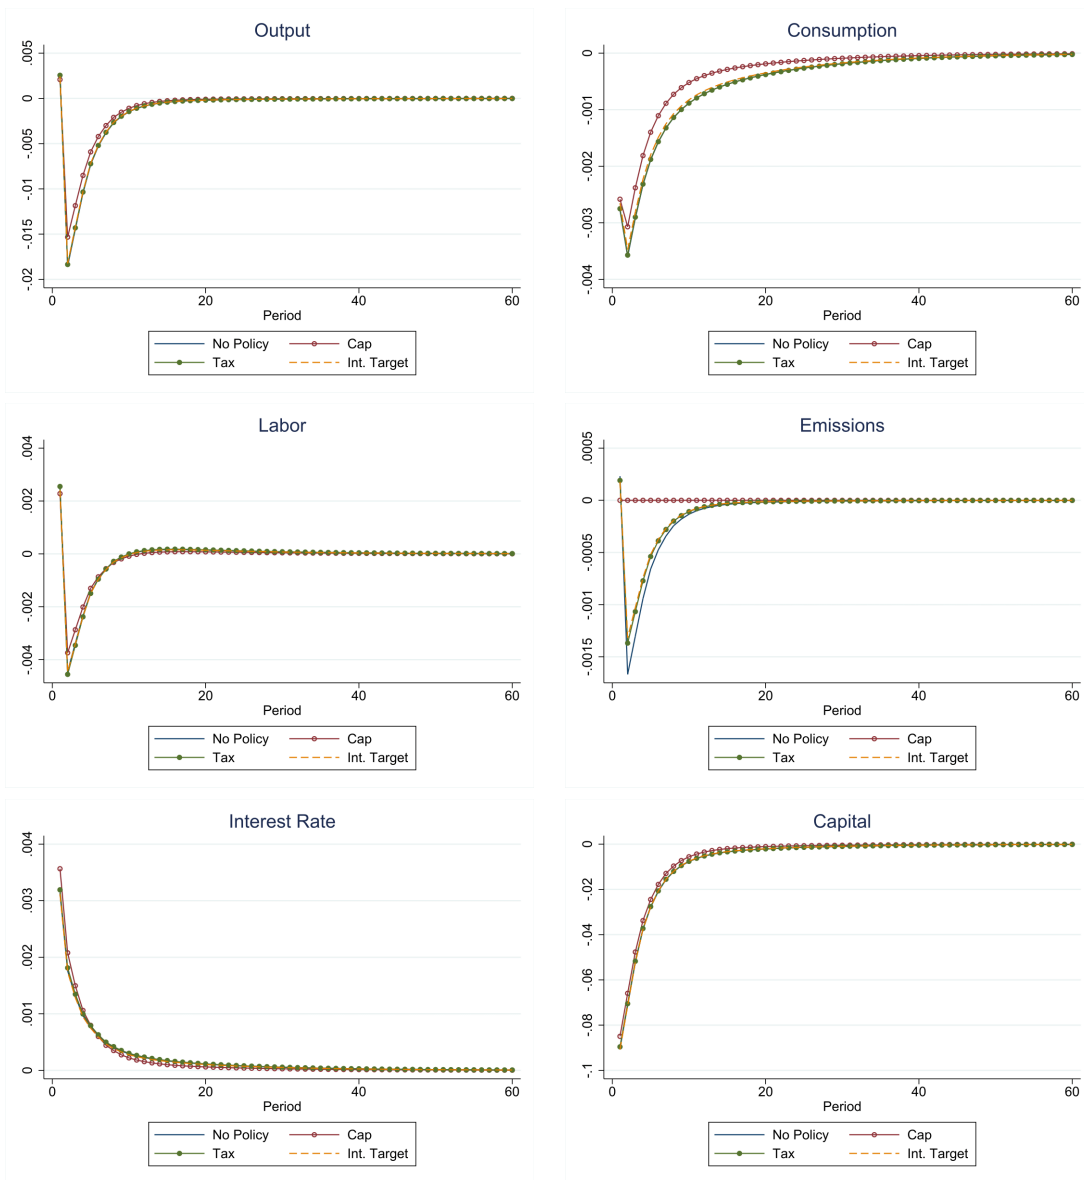 Output
.005
0
-.005
-.01
-.015
-.02
0 20 40 60
Period
No Policy Cap
Tax Int. Target
Consumption
0
-.001
-.002
-.003
-.004
0 20 40 60
Period
No Policy Cap
Tax Int. Target
Labor
.004
.002
0
-.002
-.004
0 20 40 60
Period
No Policy Cap
Tax Int. Target
Emissions
.0005
0
-.0005
-.001
-.0015
0 20 40 60
Period
No Policy Cap
Tax Int. Target
Interest Rate
.004
.003
.002
.001
0
0 20 40 60
Period
No Policy Cap
Tax Int. Target
Capital
0
-.02
-.04
-.06
-.08
-.1
0 20 40 60
Period
No Policy Cap
Tax Int. Target